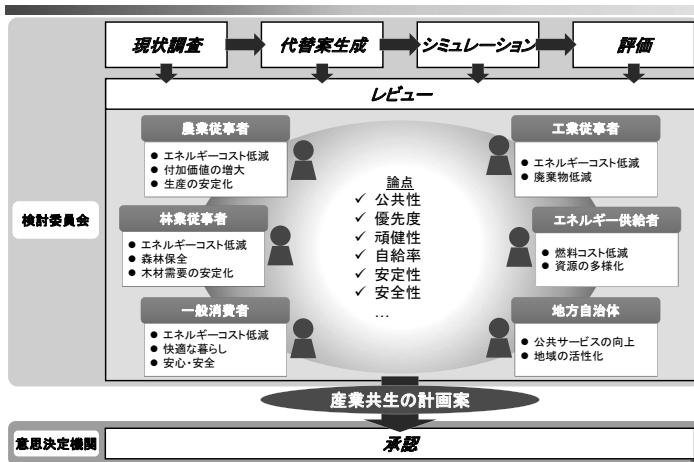 現状調査
代替案生成
シミュレーション
評価
レビュー
検討委員会
農業従事者
● エネルギーコスト低減
● 付加価値の増大
● 生産の安定化
林業従事者
● エネルギーコスト低減
● 森林保全
● 木材需要の安定化
一般消費者
● エネルギーコスト低減
● 快適な暮らし
● 安心・安全
論点
✓ 公共性
✓ 優先度
✓ 頑健性
✓ 自給率
✓ 安定性
✓ 安全性
…
工業従事者
● エネルギーコスト低減
● 廃棄物低減
エネルギー供給者
● 燃料コスト低減
● 資源の多様化
地方自治体
● 公共サービスの向上
● 地域の活性化
産業共生の計画案
意思決定機関
承認